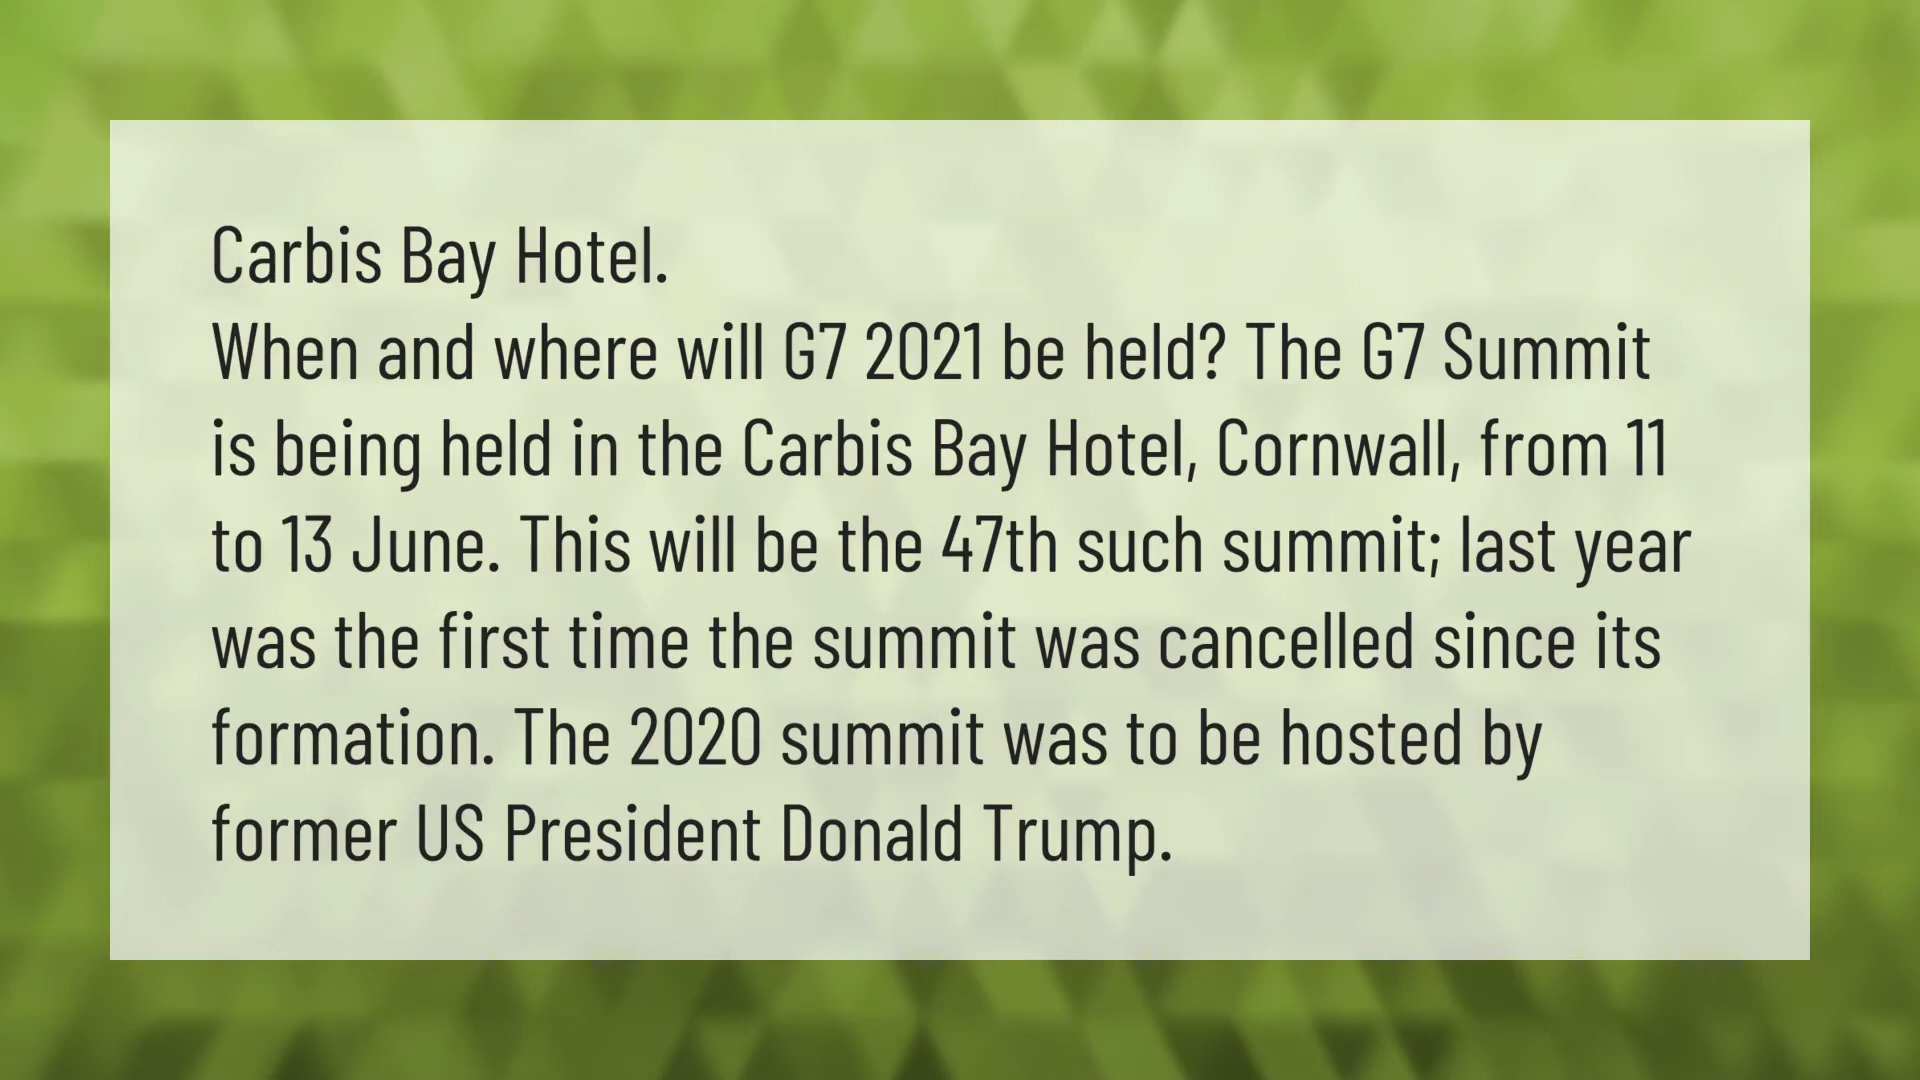 Carbis Bay Hotel.
When and where will G7 2021 be held? The G7 Summit
is being held in the Carbis Bay Hotel, Cornwall, from 11
to 13 June. This will be the 47th such summit; last year
was the first time the summit was cancelled since its
formation. The 2020 summit was to be hosted by
former US President Donald Trump.